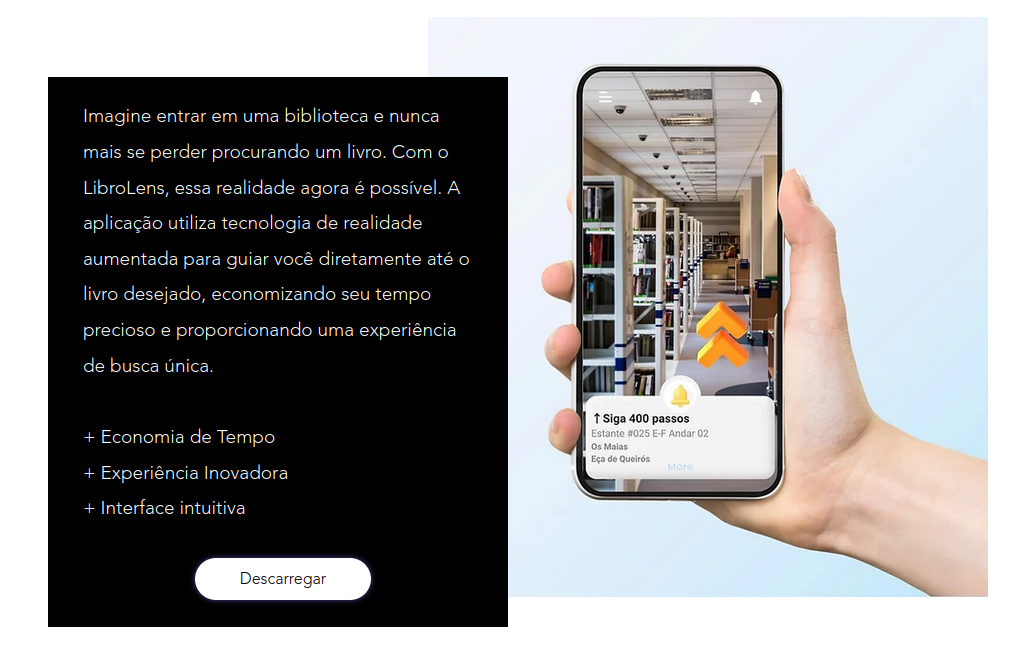 Imagine entrar em uma biblioteca e nunca
mais se perder procurando um livro. Com o
LibroLens, essa realidade agora é possível. A
aplicação utiliza tecnologia de realidade
aumentada para guiar você diretamente até o
livro desejado, economizando seu tempo
precioso e proporcionando uma experiência
de busca única.
+ Economia de Tempo
+ Experiência Inovadora
+ Interface intuitiva
Descarregar
↑ Siga 400 passos
Estante #025 E-F Andar 02
Os Maias
Eça de Queirós
More